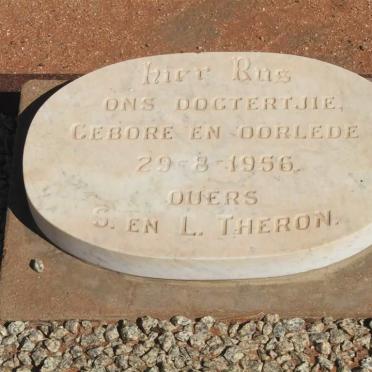 hier Rus
ONS DOGTERTJIE.
GEBORE EN OORLEDE
29-8-1956.
OUERS
S. EN L. THERON.